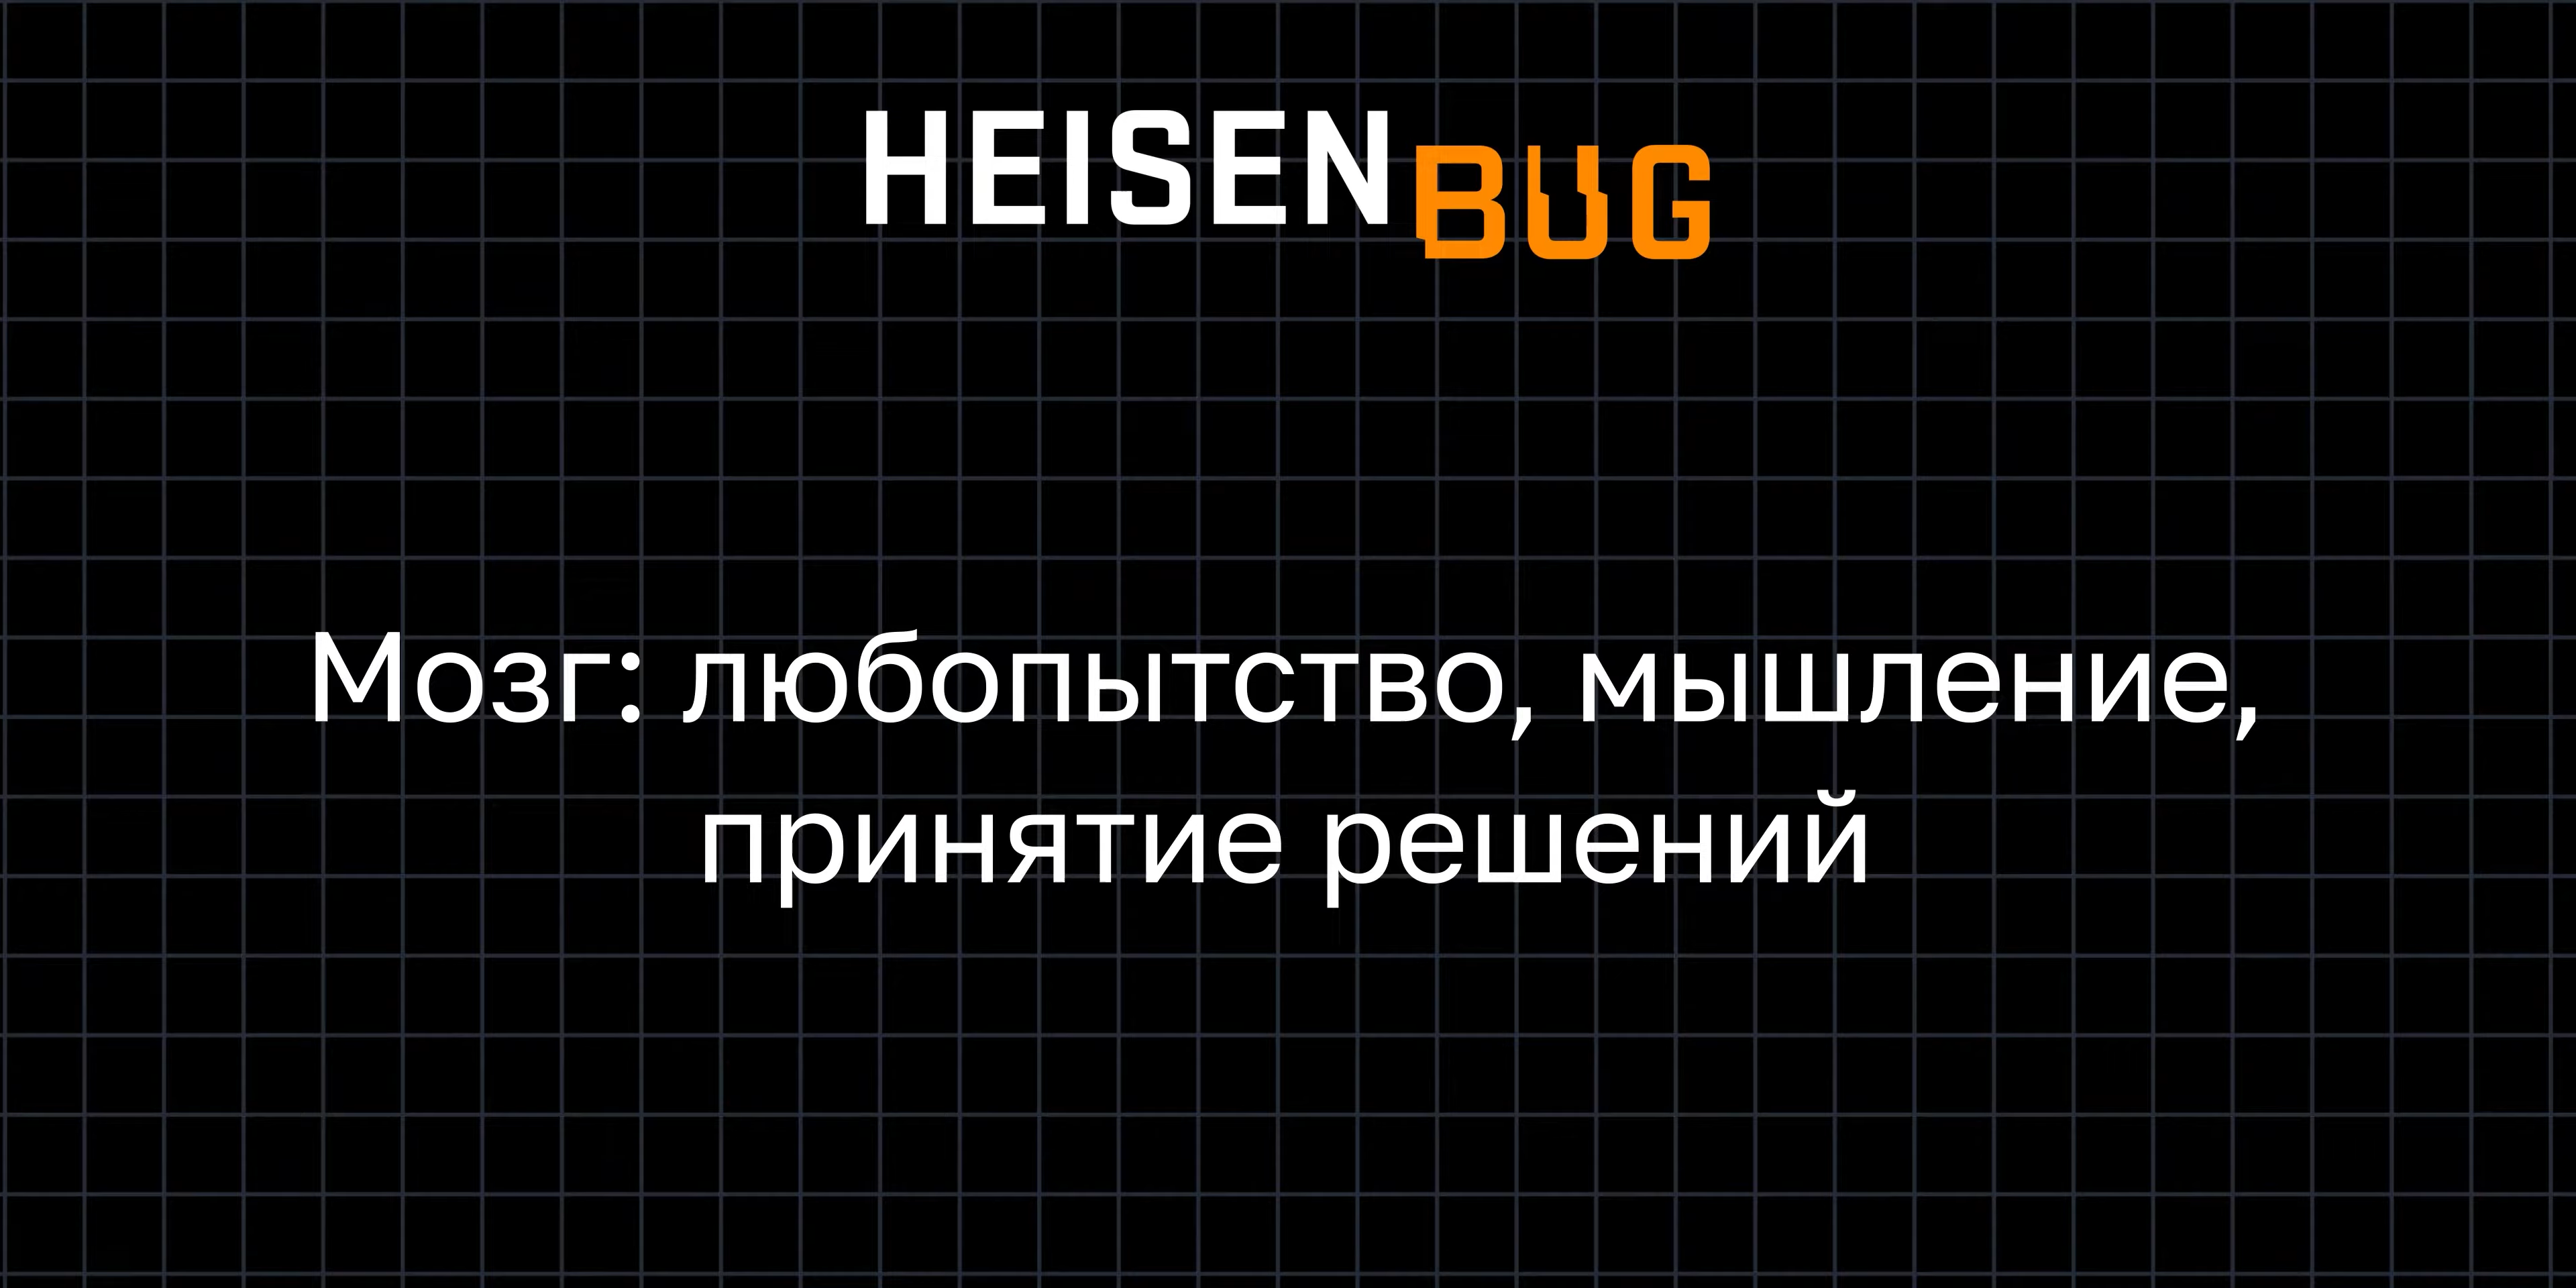 HEISENBUG
Мозг: любопытство, мышление,
принятие решений